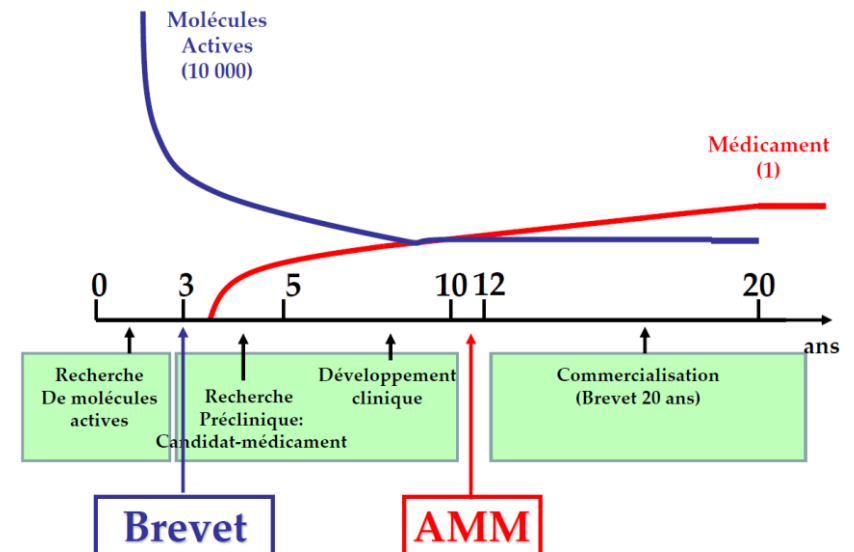 Molécules
Actives
(10 000)
Médicament
(1)
0 3 5 10 12 20
ans
Recherche
De molécules
actives
Recherche
Préclinique:
Candidat-médicament
Développement
clinique
Commercialisation
(Brevet 20 ans)
Brevet
AMM